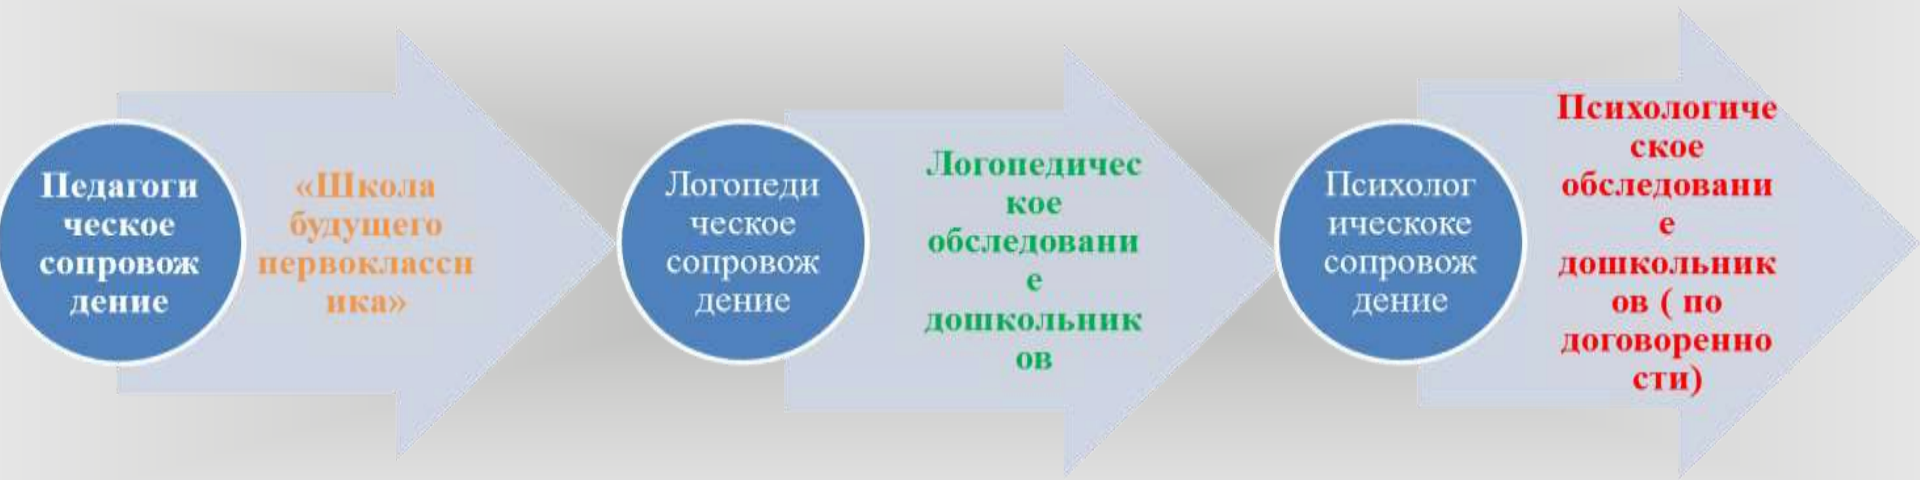 Педагоги
ческое
сопровож
дение
«Школа
будущего
первоклассн
ика»
Логопеди
ческое
сопровож
дение
Логопедичес
кое
обследовани
е
дошкольник
ов
Психолог
ическоке
сопровож
дение
Психологиче
ское
обследовани
е
дошкольник
ов ( по
договоренно
сти)